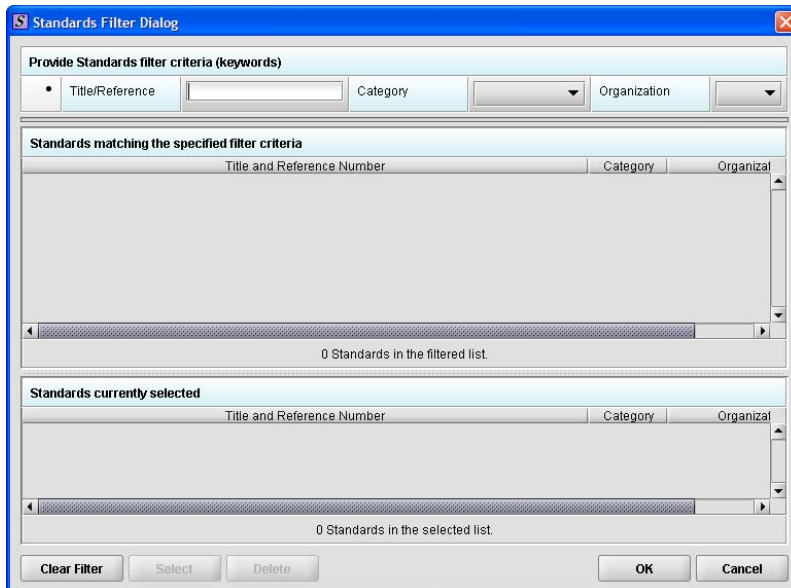 S Standards Filter Dialog
Provide Standards filter criteria (keywords)
• Title/Reference Category Organization
Standards matching the specified filter criteria
Title and Reference Number Category Organizat
0 Standards in the filtered list.
Standards currently selected
Title and Reference Number Category Organizat
0 Standards in the selected list.
Clear Filter Select Delete OK Cancel